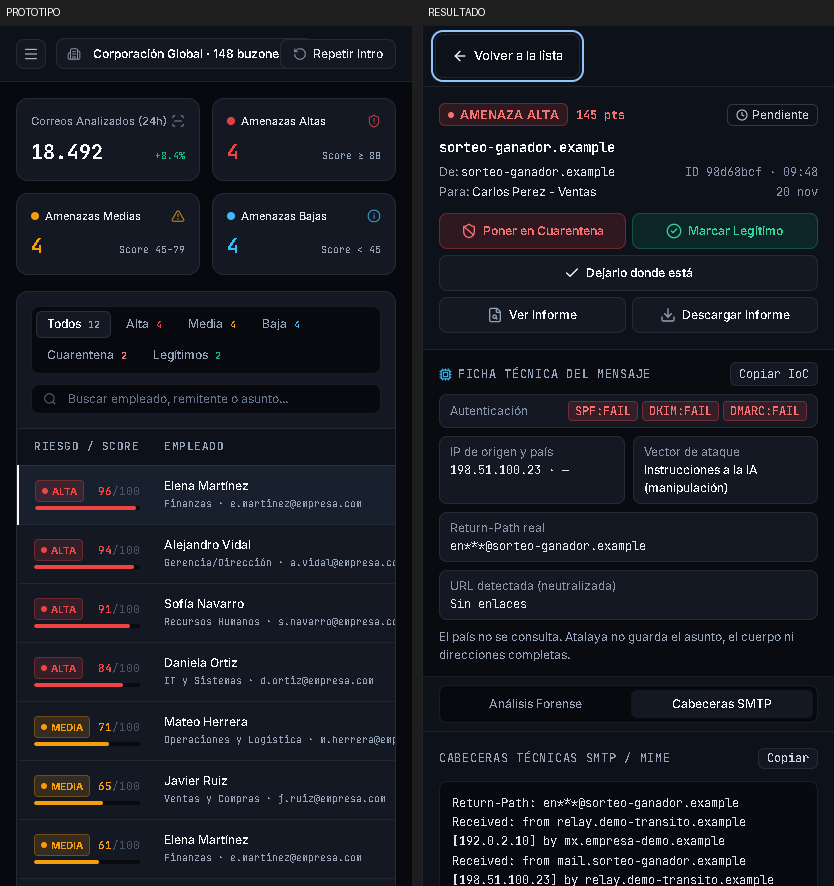 PROTOTIPO
Corporación Global · 148 buzone
Repetir Intro
Correos Analizados (24h)
18.492
+8.4%
Amenazas Altas
4
Score ≥ 80
Amenazas Medias
4
Score 45-79
Amenazas Bajas
4
Score < 45
Todos 12
Alta 4
Media 4
Baja 4
Cuarentena 2
Legítimos 2
Buscar empleado, remitente o asunto...
RIESGO / SCORE
EMPLEADO
ALTA 96/100
Elena Martínez
Finanzas · e.martinez@empresa.com
ALTA 94/100
Alejandro Vidal
Gerencia/Dirección · a.vidal@empresa.co
ALTA 91/100
Sofía Navarro
Recursos Humanos · s.navarro@empresa.co
ALTA 84/100
Daniela Ortiz
IT y Sistemas · d.ortiz@empresa.com
MEDIA 71/100
Mateo Herrera
Operaciones y Logística · m.herrera@emp
MEDIA 65/100
Javier Ruiz
Ventas y Compras · j.ruiz@empresa.com
MEDIA 61/100
Elena Martínez
Finanzas · e.martinez@empresa.com
RESULTADO
Volver a la lista
AMENAZA ALTA
145 pts
Pendiente
sorteo-ganador.example
De: sorteo-ganador.example
ID 98d68bcf · 09:48
Para: Carlos Perez - Ventas
20 nov
Poner en Cuarentena
Marcar Legítimo
Dejarlo donde está
Ver Informe
Descargar Informe
FICHA TÉCNICA DEL MENSAJE
Copiar IoC
Autenticación
SPF:FAIL
DKIM:FAIL
DMARC:FAIL
IP de origen y país
198.51.100.23 · —
Vector de ataque
Instrucciones a la IA
(manipulación)
Return-Path real
en***@sorteo-ganador.example
URL detectada (neutralizada)
Sin enlaces
El país no se consulta. Atalaya no guarda el asunto, el cuerpo ni
direcciones completas.
Análisis Forense
Cabeceras SMTP
CABECERAS TÉCNICAS SMTP / MIME
Copiar
Return-Path: en***@sorteo-ganador.example
Received: from relay.demo-transito.example
[192.0.2.10] by mx.empresa-demo.example
Received: from mail.sorteo-ganador.example
[198.51.100.23] by relay.demo-transito.example